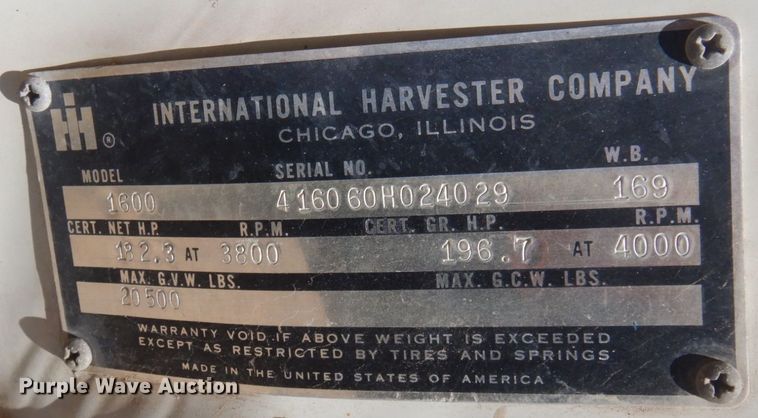 IH ®
INTERNATIONAL HARVESTER COMPANY
CHICAGO, ILLINOIS
MODEL SERIAL NO. W.B.
1600 416060H024029 169
CERT. NET H.P. R.P.M. CERT. GR. H.P. R.P.M.
182.3 AT 3800 196.7 AT 4000
MAX. G.V.W. LBS. MAX. G.C.W. LBS.
20500
WARRANTY VOID IF ABOVE WEIGHT IS EXCEEDED
EXCEPT AS RESTRICTED BY TIRES AND SPRINGS
MADE IN THE UNITED STATES OF AMERICA
Purple Wave Auction